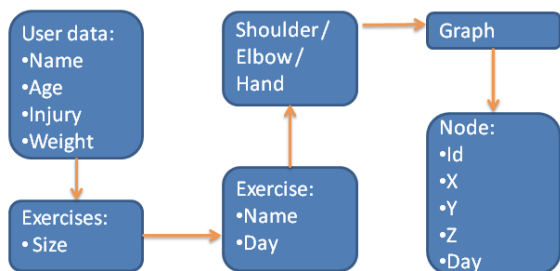 User data:
•Name
•Age
•Injury
•Weight
Exercises:
• Size
Exercise:
•Name
•Day
Shoulder/
Elbow/
Hand
Graph
Node:
•Id
•X
•Y
•Z
•Day